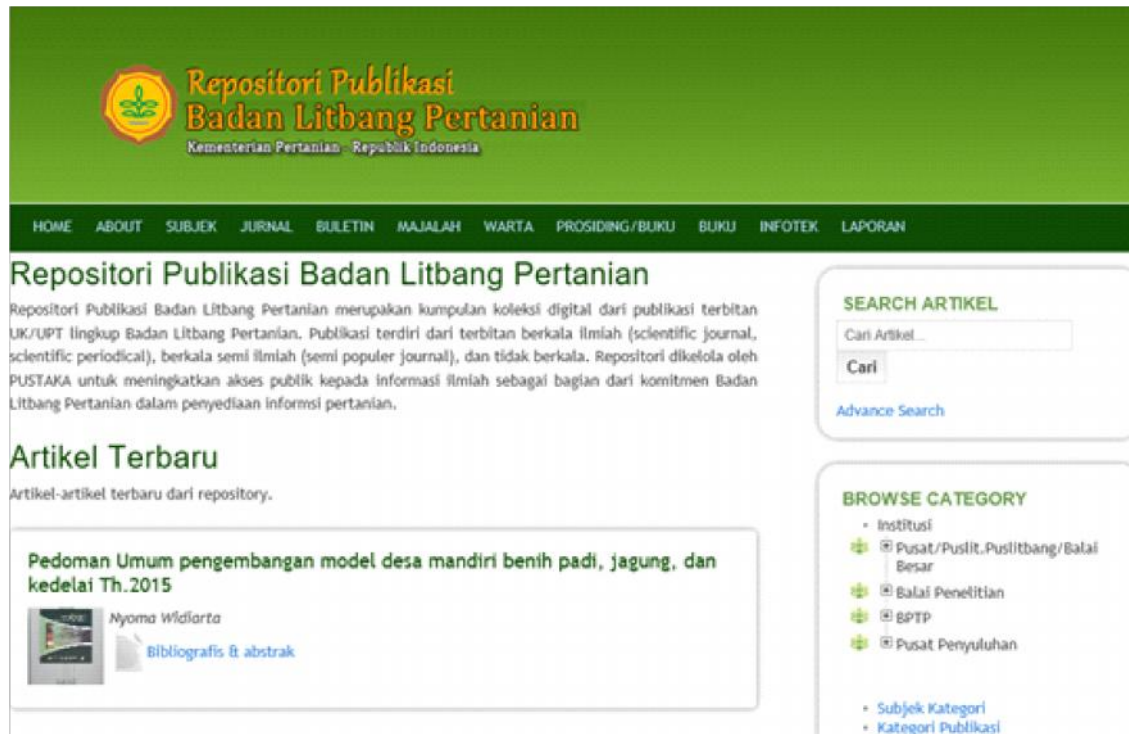 Repositori Publikasi
Badan Litbang Pertanian
Kementerian Pertanian - Republik Indonesia
HOME ABOUT SUBJEK JURNAL BULETIN MAJALAH WARTA PROSIDING/BUKU BUKU INFOTEK LAPORAN
Repositori Publikasi Badan Litbang Pertanian
Repositori Publikasi Badan Litbang Pertanian merupakan kumpulan koleksi digital dari publikasi terbitan
UK/UPT lingkup Badan Litbang Pertanian. Publikasi terdiri dari terbitan berkala ilmiah (scientific journal,
scientific periodical), berkala semi ilmiah (semi populer journal), dan tidak berkala. Repositori dikelola oleh
PUSTAKA untuk meningkatkan akses publik kepada informasi ilmiah sebagai bagian dari komitmen Badan
Litbang Pertanian dalam penyediaan informsi pertanian.
Artikel Terbaru
Artikel-artikel terbaru dari repository.
Pedoman Umum pengembangan model desa mandiri benih padi, jagung, dan
kedelai Th.2015
Nyoma Widiarta
Bibliografis & abstrak
SEARCH ARTIKEL
Cari Artikel...
Cari
Advance Search
BROWSE CATEGORY
Institusi
Pusat/Puslit.Puslitbang/Balai
Besar
Balai Penelitian
BPTP
Pusat Penyuluhan
Subjek Kategori
Kategori Publikasi